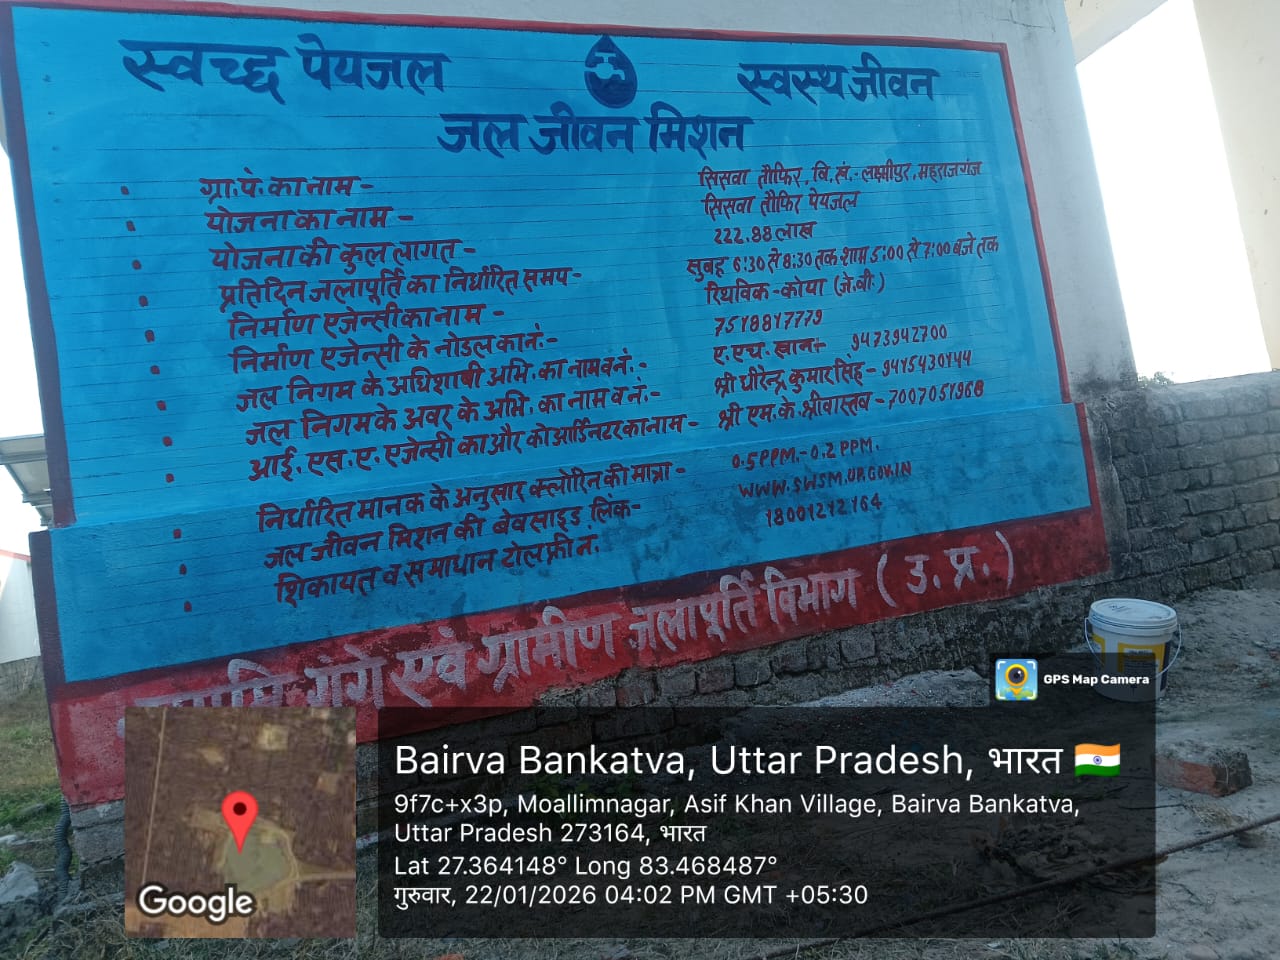 स्वच्छ पेयजल स्वस्थ जीवन
जल जीवन मिशन
ग्रा.पे. का नाम - सिसवा तौफिर, वि.सं.- लक्ष्मीपुर, महराजगंज
योजना का नाम - सिसवा तौफिर पेयजल
योजना की कुल लागत - 222.88 लाख
प्रतिदिन जलापूर्ति का निर्धारित समय - सुबह 6:30 से 8:30 तक शाम 5:00 से 7:00 बजे तक
निर्माण एजेन्सी का नाम - रिथविक - कोया (जे.वी.)
निर्माण एजेन्सी के नोडल का नं.- 7518817779
जल निगम के अधिशाषी अभि. का नाम व नं.- ए. एच. खान - 9473942700
जल निगम के अवर के अभि. का नाम व नं.- श्री धीरेन्द्र कुमार सिंह - 9415430144
आई. एस. ए. एजेन्सी का और कोआर्डिनटर का नाम - श्री एम. के. श्रीवास्तव - 7007051968
निर्धारित मानक के अनुसार क्लोरिन की मात्रा - 0.5 PPM.- 0.2 PPM.
जल जीवन मिशन की बेवसाइड लिंक- WWW.SWSM.UP.GOV.IN
शिकायत व समाधान टोल फ्री नं. 18001212164
नमामि गंगे एवं ग्रामीण जलापूर्ति विभाग ( उ. प्र. )
GPS Map Camera
Bairva Bankatva, Uttar Pradesh, भारत
9f7c+x3p, Moallimnagar, Asif Khan Village, Bairva Bankatva,
Uttar Pradesh 273164, भारत
Lat 27.364148° Long 83.468487°
गुरुवार, 22/01/2026 04:02 PM GMT +05:30
Google